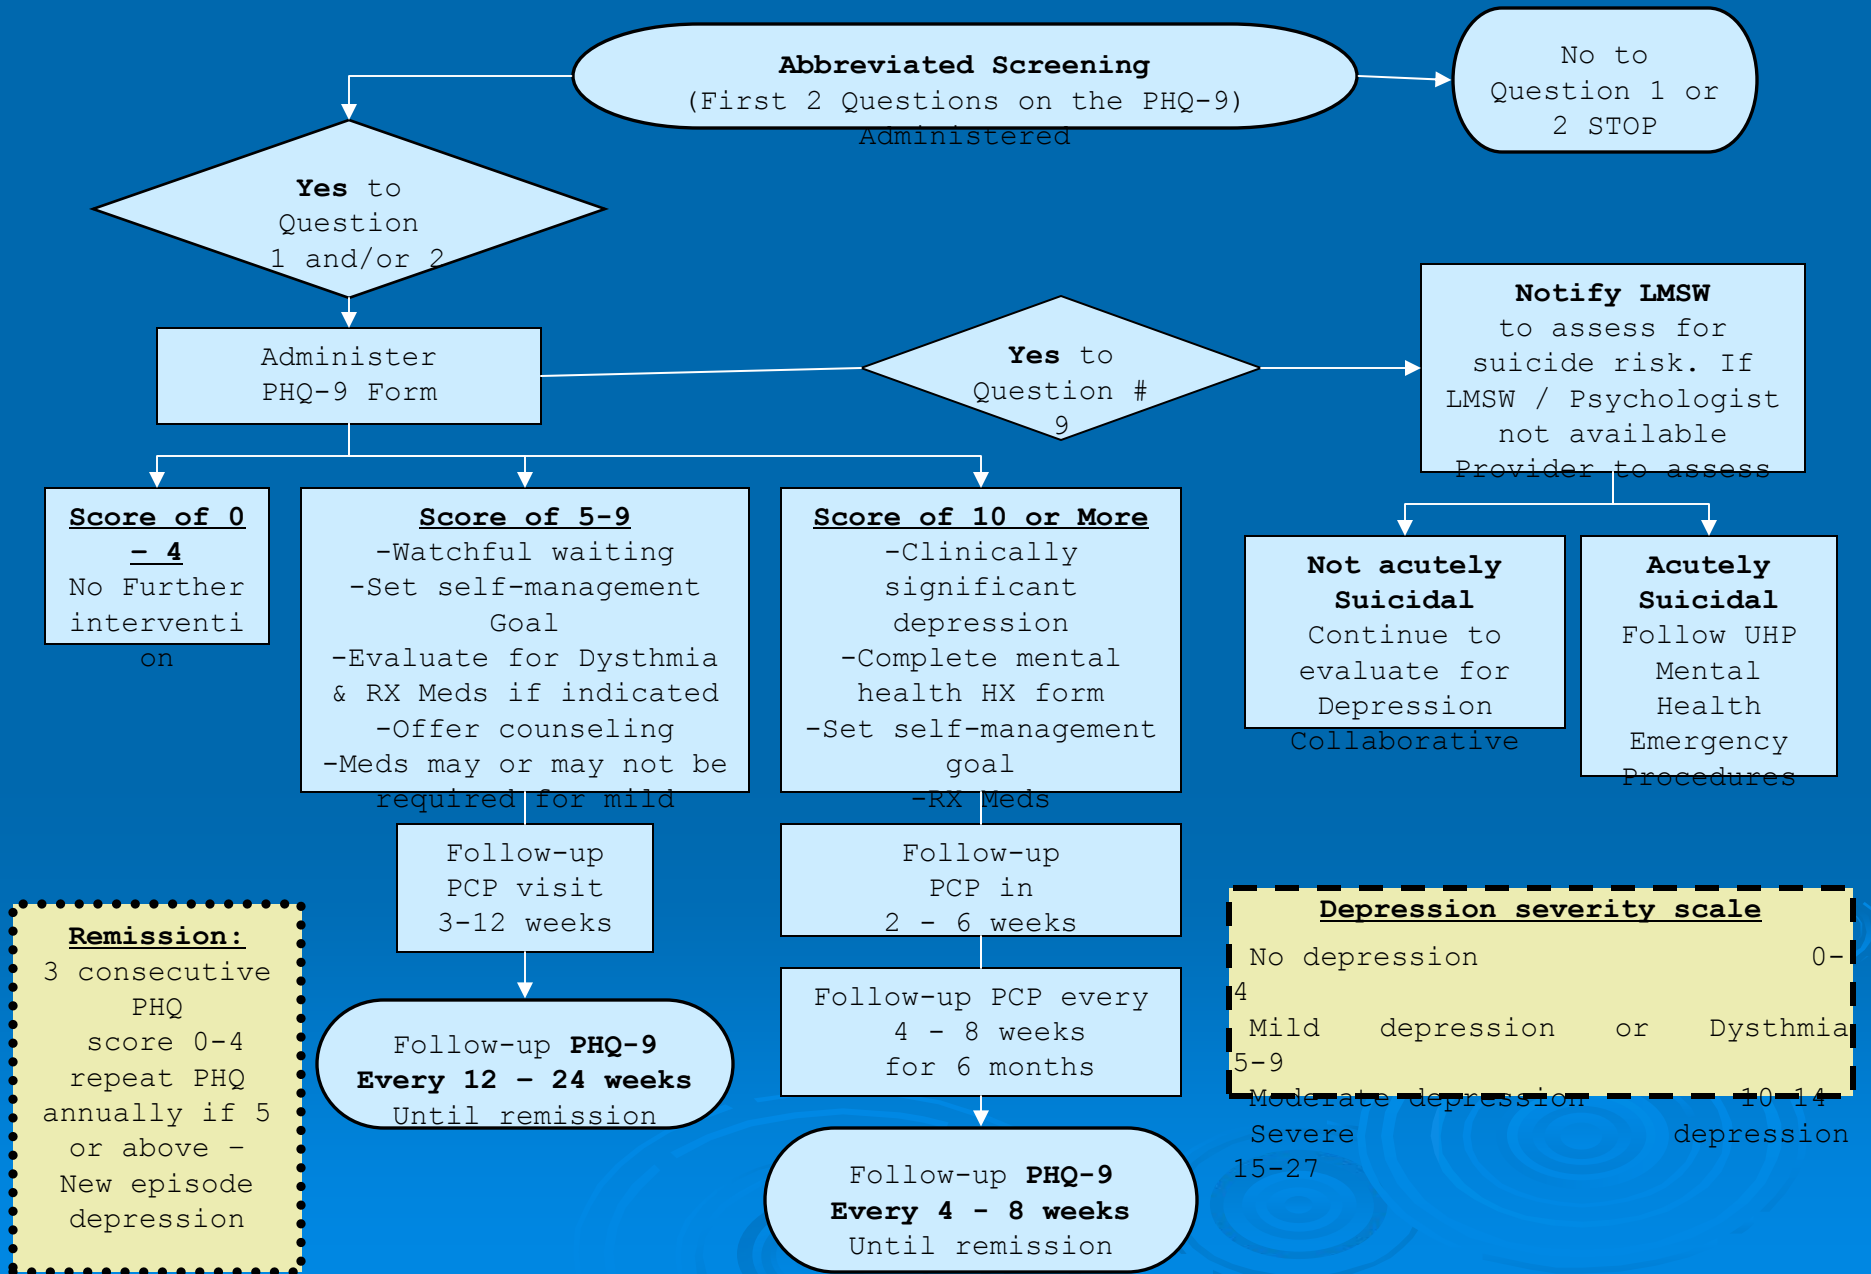 Abbreviated Screening
(First 2 Questions on the PHQ-9)
Administered
No to
Question 1 or
2 STOP
Yes to
Question
1 and/or 2
Administer
PHQ-9 Form
Yes to
Question #
9
Notify LMSW
to assess for
suicide risk. If
LMSW / Psychologist
not available
Provider to assess
Score of 0
– 4
No Further
interventi
on
Score of 5-9
-Watchful waiting
-Set self-management
Goal
-Evaluate for Dysthmia
& RX Meds if indicated
-Offer counseling
-Meds may or may not be
required for mild
Score of 10 or More
-Clinically
significant
depression
-Complete mental
health HX form
-Set self-management
goal
-RX Meds
Not acutely
Suicidal
Continue to
evaluate for
Depression
Collaborative
Acutely
Suicidal
Follow UHP
Mental
Health
Emergency
Procedures
Follow-up
PCP visit
3-12 weeks
Follow-up
PCP in
2 - 6 weeks
Remission:
3 consecutive
PHQ
score 0-4
repeat PHQ
annually if 5
or above –
New episode
depression
Follow-up PHQ-9
Every 12 – 24 weeks
Until remission
Follow-up PCP every
4 - 8 weeks
for 6 months
Follow-up PHQ-9
Every 4 - 8 weeks
Until remission
Depression severity scale
No depression 0-
4
Mild depression or Dysthmia
5-9
Moderate depression 10-14
Severe depression
15-27